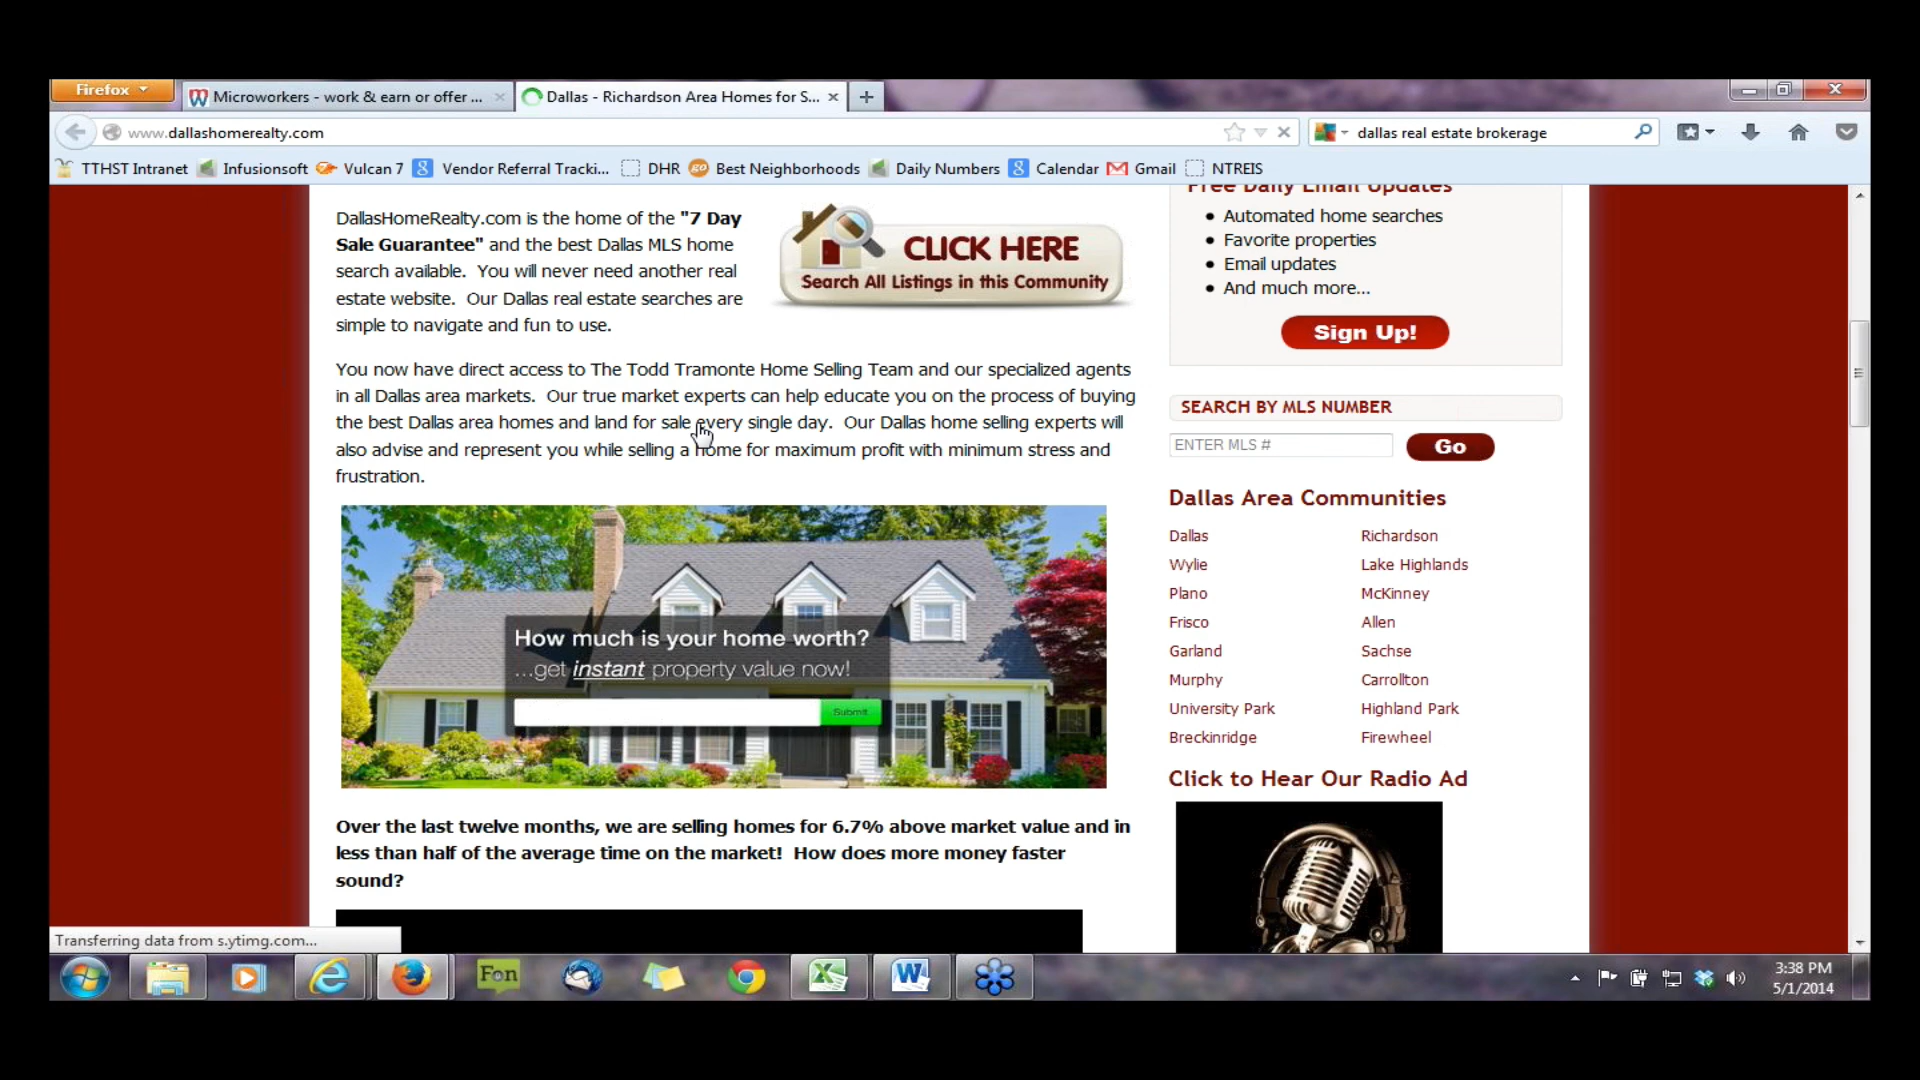 Firefox
Microworkers - work & earn or offer ...
Dallas - Richardson Area Homes for S...
www.dallashomerealty.com
dallas real estate brokerage
TTHST Intranet
Infusionsoft
Vulcan 7
Vendor Referral Tracki...
DHR
Best Neighborhoods
Daily Numbers
Calendar
Gmail
NTREIS
DallasHomeRealty.com is the home of the "7 Day
Sale Guarantee" and the best Dallas MLS home
search available. You will never need another real
estate website. Our Dallas real estate searches are
simple to navigate and fun to use.
CLICK HERE
Search All Listings in this Community
You now have direct access to The Todd Tramonte Home Selling Team and our specialized agents
in all Dallas area markets. Our true market experts can help educate you on the process of buying
the best Dallas area homes and land for sale every single day. Our Dallas home selling experts will
also advise and represent you while selling a home for maximum profit with minimum stress and
frustration.
How much is your home worth?
...get instant property value now!
Submit
Over the last twelve months, we are selling homes for 6.7% above market value and in
less than half of the average time on the market! How does more money faster
sound?
Free Daily Email Updates
Automated home searches
Favorite properties
Email updates
And much more...
Sign Up!
SEARCH BY MLS NUMBER
ENTER MLS #
Go
Dallas Area Communities
Dallas Richardson
Wylie Lake Highlands
Plano McKinney
Frisco Allen
Garland Sachse
Murphy Carrollton
University Park Highland Park
Breckinridge Firewheel
Click to Hear Our Radio Ad
Transferring data from s.ytimg.com...
Fon
3:38 PM
5/1/2014